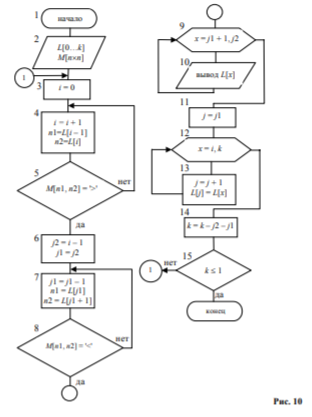 1
начало
2
L[0...k]
M[n×n]
1
3
i = 0
4
i = i + 1
n1=L[i – 1]
n2=L[i]
5
M[n1, n2] = '>'
нет
да
6
j2 = i – 1
j1 = j2
7
j1 = j1 – 1
n1 = L[j1]
n2 = L[j1 + 1]
8
M[n1, n2] = '<'
нет
да
9
x = j1 + 1, j2
10
вывод L[x]
11
j = j1
12
x = i, k
13
j = j + 1
L[j] = L[x]
14
k = k – j2 – j1
15
1
нет
k ≤ 1
да
конец
Рис. 10